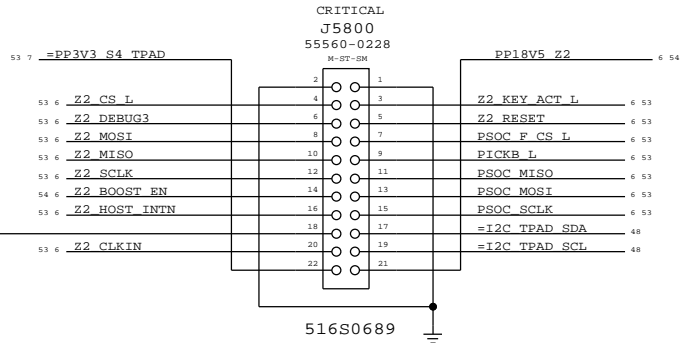 CRITICAL
J5800
55560-0228
M-ST-SM
53 7 =PP3V3_S4_TPAD
PP18V5_Z2 6 54
2 1
53 6 Z2_CS_L 4 3 Z2_KEY_ACT_L 6 53
53 6 Z2_DEBUG3 6 5 Z2_RESET 6 53
53 6 Z2_MOSI 8 7 PSOC_F_CS_L 6 53
53 6 Z2_MISO 10 9 PICKB_L 6 53
53 6 Z2_SCLK 12 11 PSOC_MISO 6 53
54 6 Z2_BOOST_EN 14 13 PSOC_MOSI 6 53
53 6 Z2_HOST_INTN 16 15 PSOC_SCLK 6 53
18 17 =I2C_TPAD_SDA 48
53 6 Z2_CLKIN 20 19 =I2C_TPAD_SCL 48
22 21
516S0689